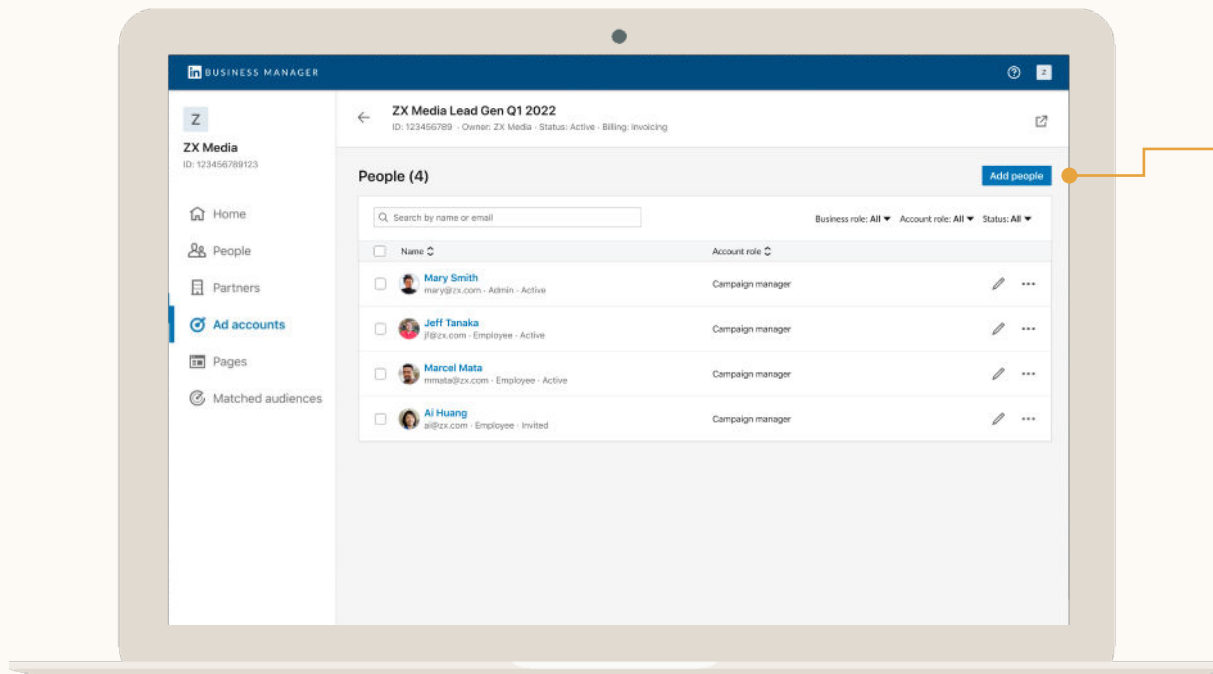 in BUSINESS MANAGER
Z
Z
ZX Media
ID: 123456789123
Home
People
Partners
Ad accounts
Pages
Matched audiences
ZX Media Lead Gen Q1 2022
ID: 123456789 · Owner: ZX Media · Status: Active · Billing: Invoicing
People (4)
Add people
Search by name or email
Business role: All Account role: All Status: All
Name Account role
Mary Smith
mary@zx.com · Admin · Active
Campaign manager
Jeff Tanaka
jf@zx.com · Employee · Active
Campaign manager
Marcel Mata
mmata@zx.com · Employee · Active
Campaign manager
Ai Huang
ai@zx.com · Employee · Invited
Campaign manager